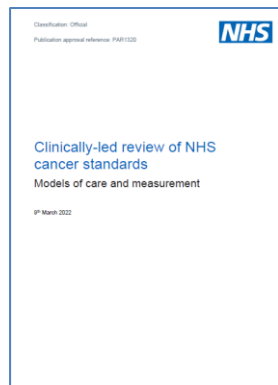 Classification: Official
Publication approval reference: PAR1320
NHS
Clinically-led review of NHS
cancer standards
Models of care and measurement
9th March 2022